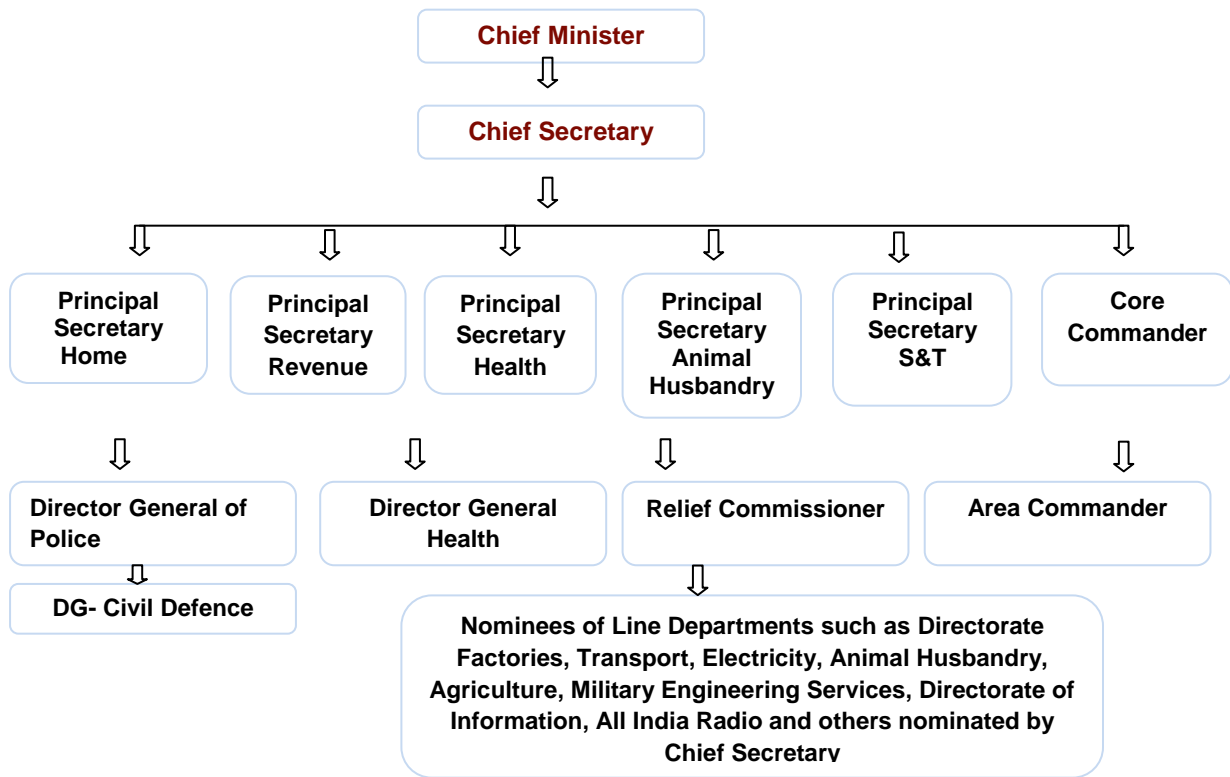 Chief Minister
Chief Secretary
Principal
Secretary
Home
Principal
Secretary
Revenue
Principal
Secretary
Health
Principal
Secretary
Animal
Husbandry
Principal
Secretary
S&T
Core
Commander
Director General of
Police
Director General
Health
Relief Commissioner
Area Commander
DG- Civil Defence
Nominees of Line Departments such as Directorate
Factories, Transport, Electricity, Animal Husbandry,
Agriculture, Military Engineering Services, Directorate of
Information, All India Radio and others nominated by
Chief Secretary